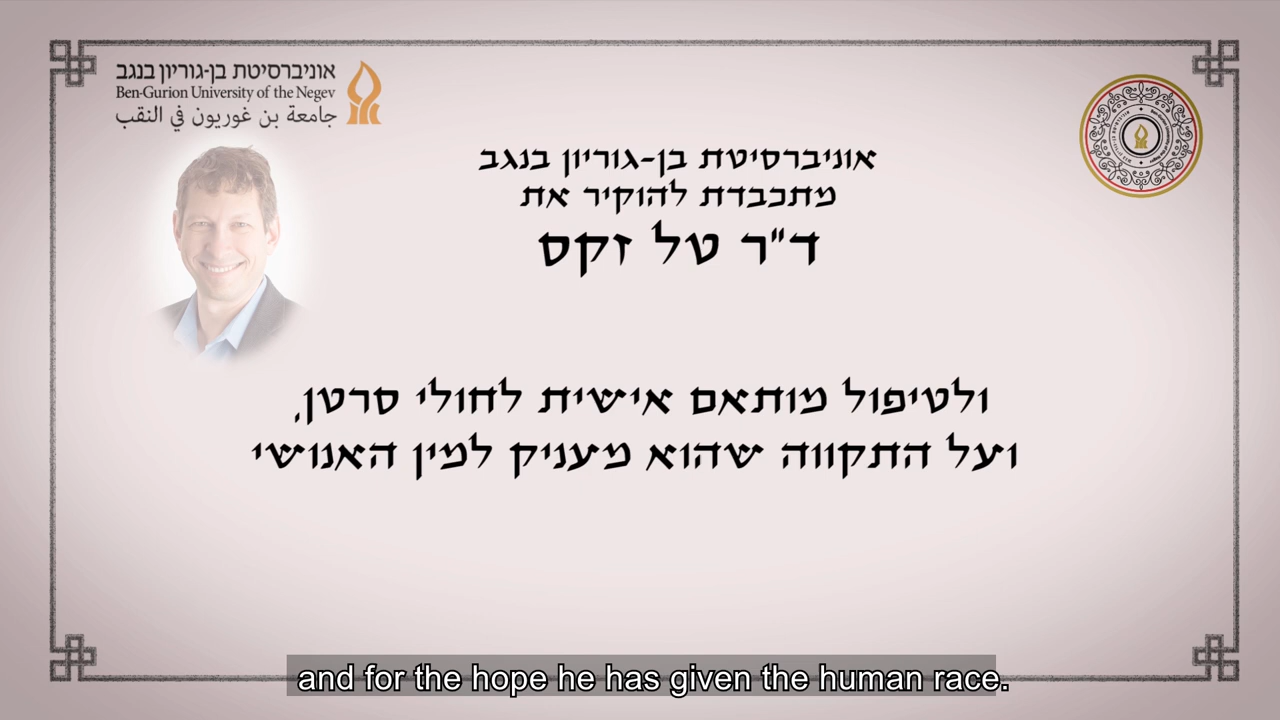 אוניברסיטת בן-גוריון בנגב
Ben-Gurion University of the Negev
جامعة بن غوريون في النقب
אוניברסיטת בן-גוריון בנגב
מתכבדת להוקיר את
ד"ר טל זקס
ולטיפול מותאם אישית לחולי סרטן,
ועל התקווה שהוא מעניק למין האנושי
and for the hope he has given the human race.